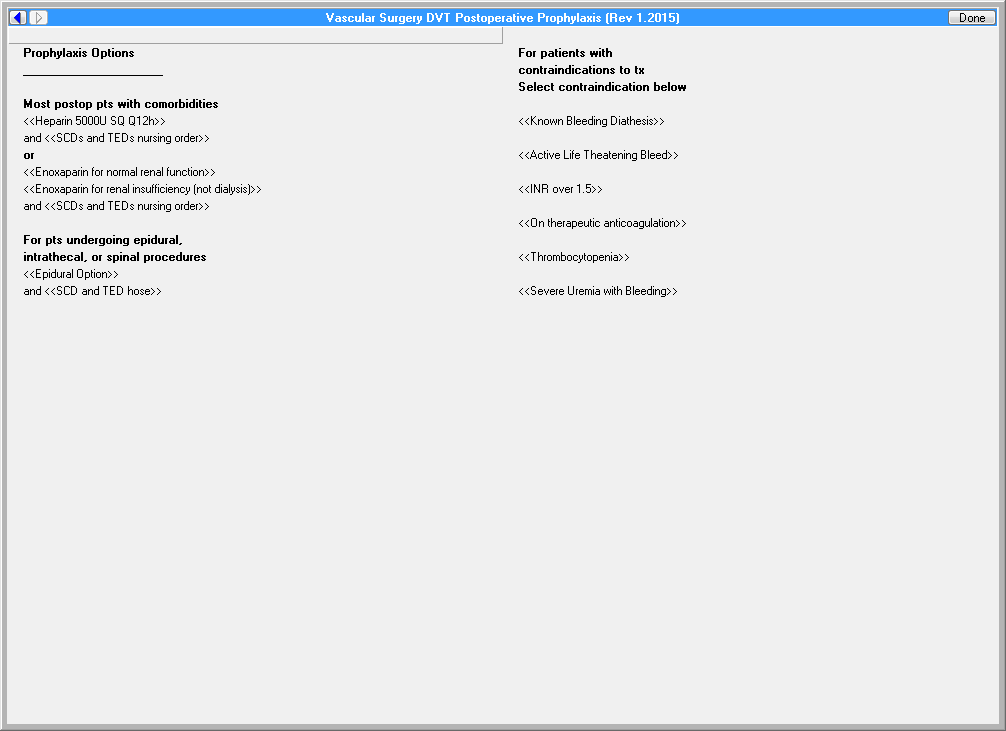 Vascular Surgery DVT Postoperative Prophylaxis (Rev 1.2015)
Done
Prophylaxis Options
Most postop pts with comorbidities
<<Heparin 5000U SQ Q12h>>
and <<SCDs and TEDs nursing order>>
or
<<Enoxaparin for normal renal function>>
<<Enoxaparin for renal insufficiency (not dialysis)>>
and <<SCDs and TEDs nursing order>>
For pts undergoing epidural,
intrathecal, or spinal procedures
<<Epidural Option>>
and <<SCD and TED hose>>
For patients with
contraindications to tx
Select contraindication below
<<Known Bleeding Diathesis>>
<<Active Life Theatening Bleed>>
<<INR over 1.5>>
<<On therapeutic anticoagulation>>
<<Thrombocytopenia>>
<<Severe Uremia with Bleeding>>